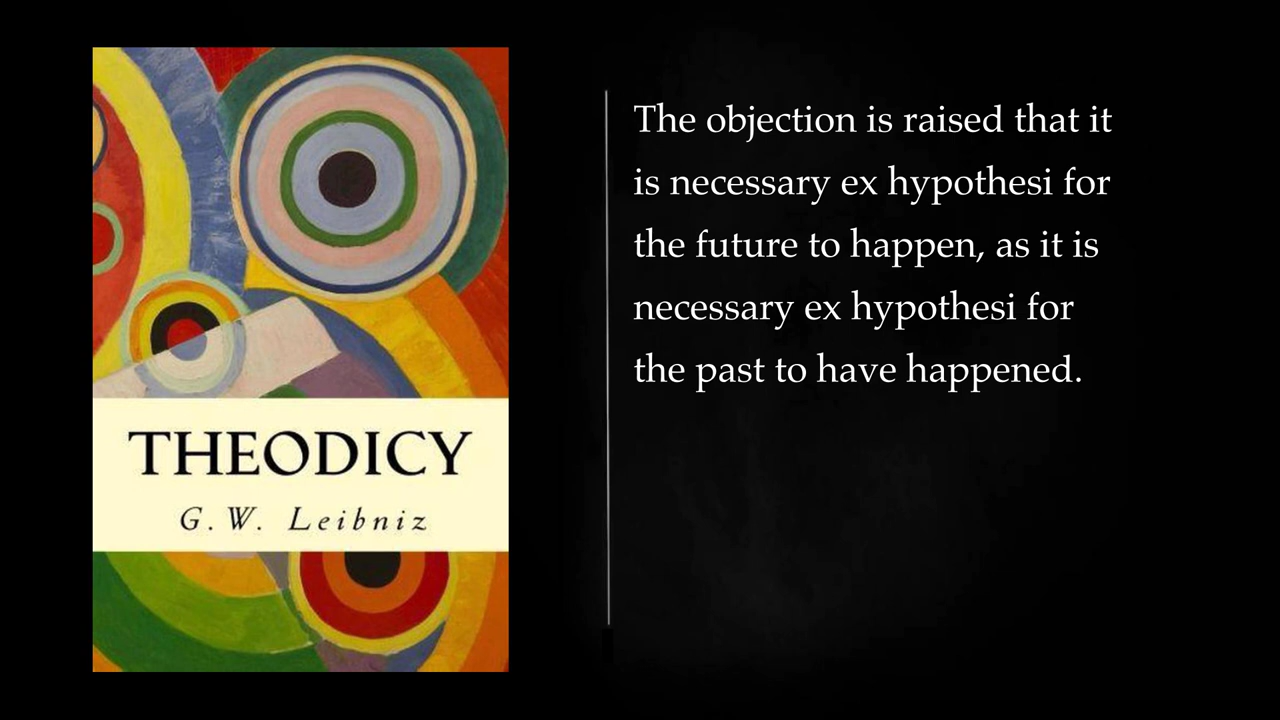 THEODICY
G. W. Leibniz
The objection is raised that it
is necessary ex hypothesi for
the future to happen, as it is
necessary ex hypothesi for
the past to have happened.